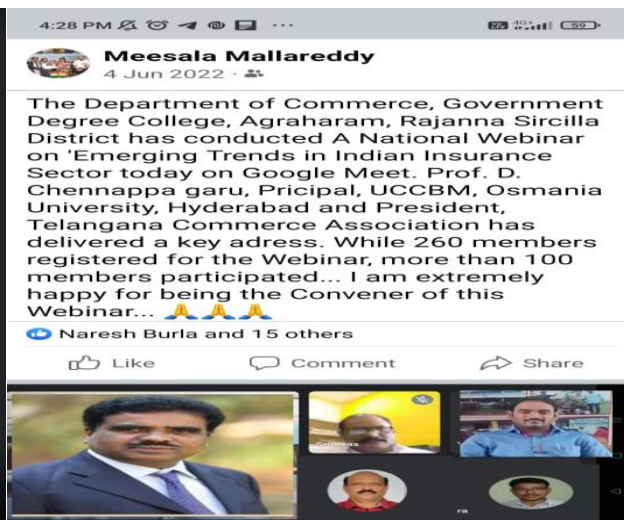 4:28 PM
4G+
59
Meesala Mallareddy
4 Jun 2022
The Department of Commerce, Government
Degree College, Agraharam, Rajanna Sircilla
District has conducted A National Webinar
on 'Emerging Trends in Indian Insurance
Sector today on Google Meet. Prof. D.
Chennappa garu, Pricipal, UCCBM, Osmania
University, Hyderabad and President,
Telangana Commerce Association has
delivered a key adress. While 260 members
registered for the Webinar, more than 100
members participated... I am extremely
happy for being the Convener of this
Webinar... 🙏🙏🙏
Naresh Burla and 15 others
Like Comment Share
ra